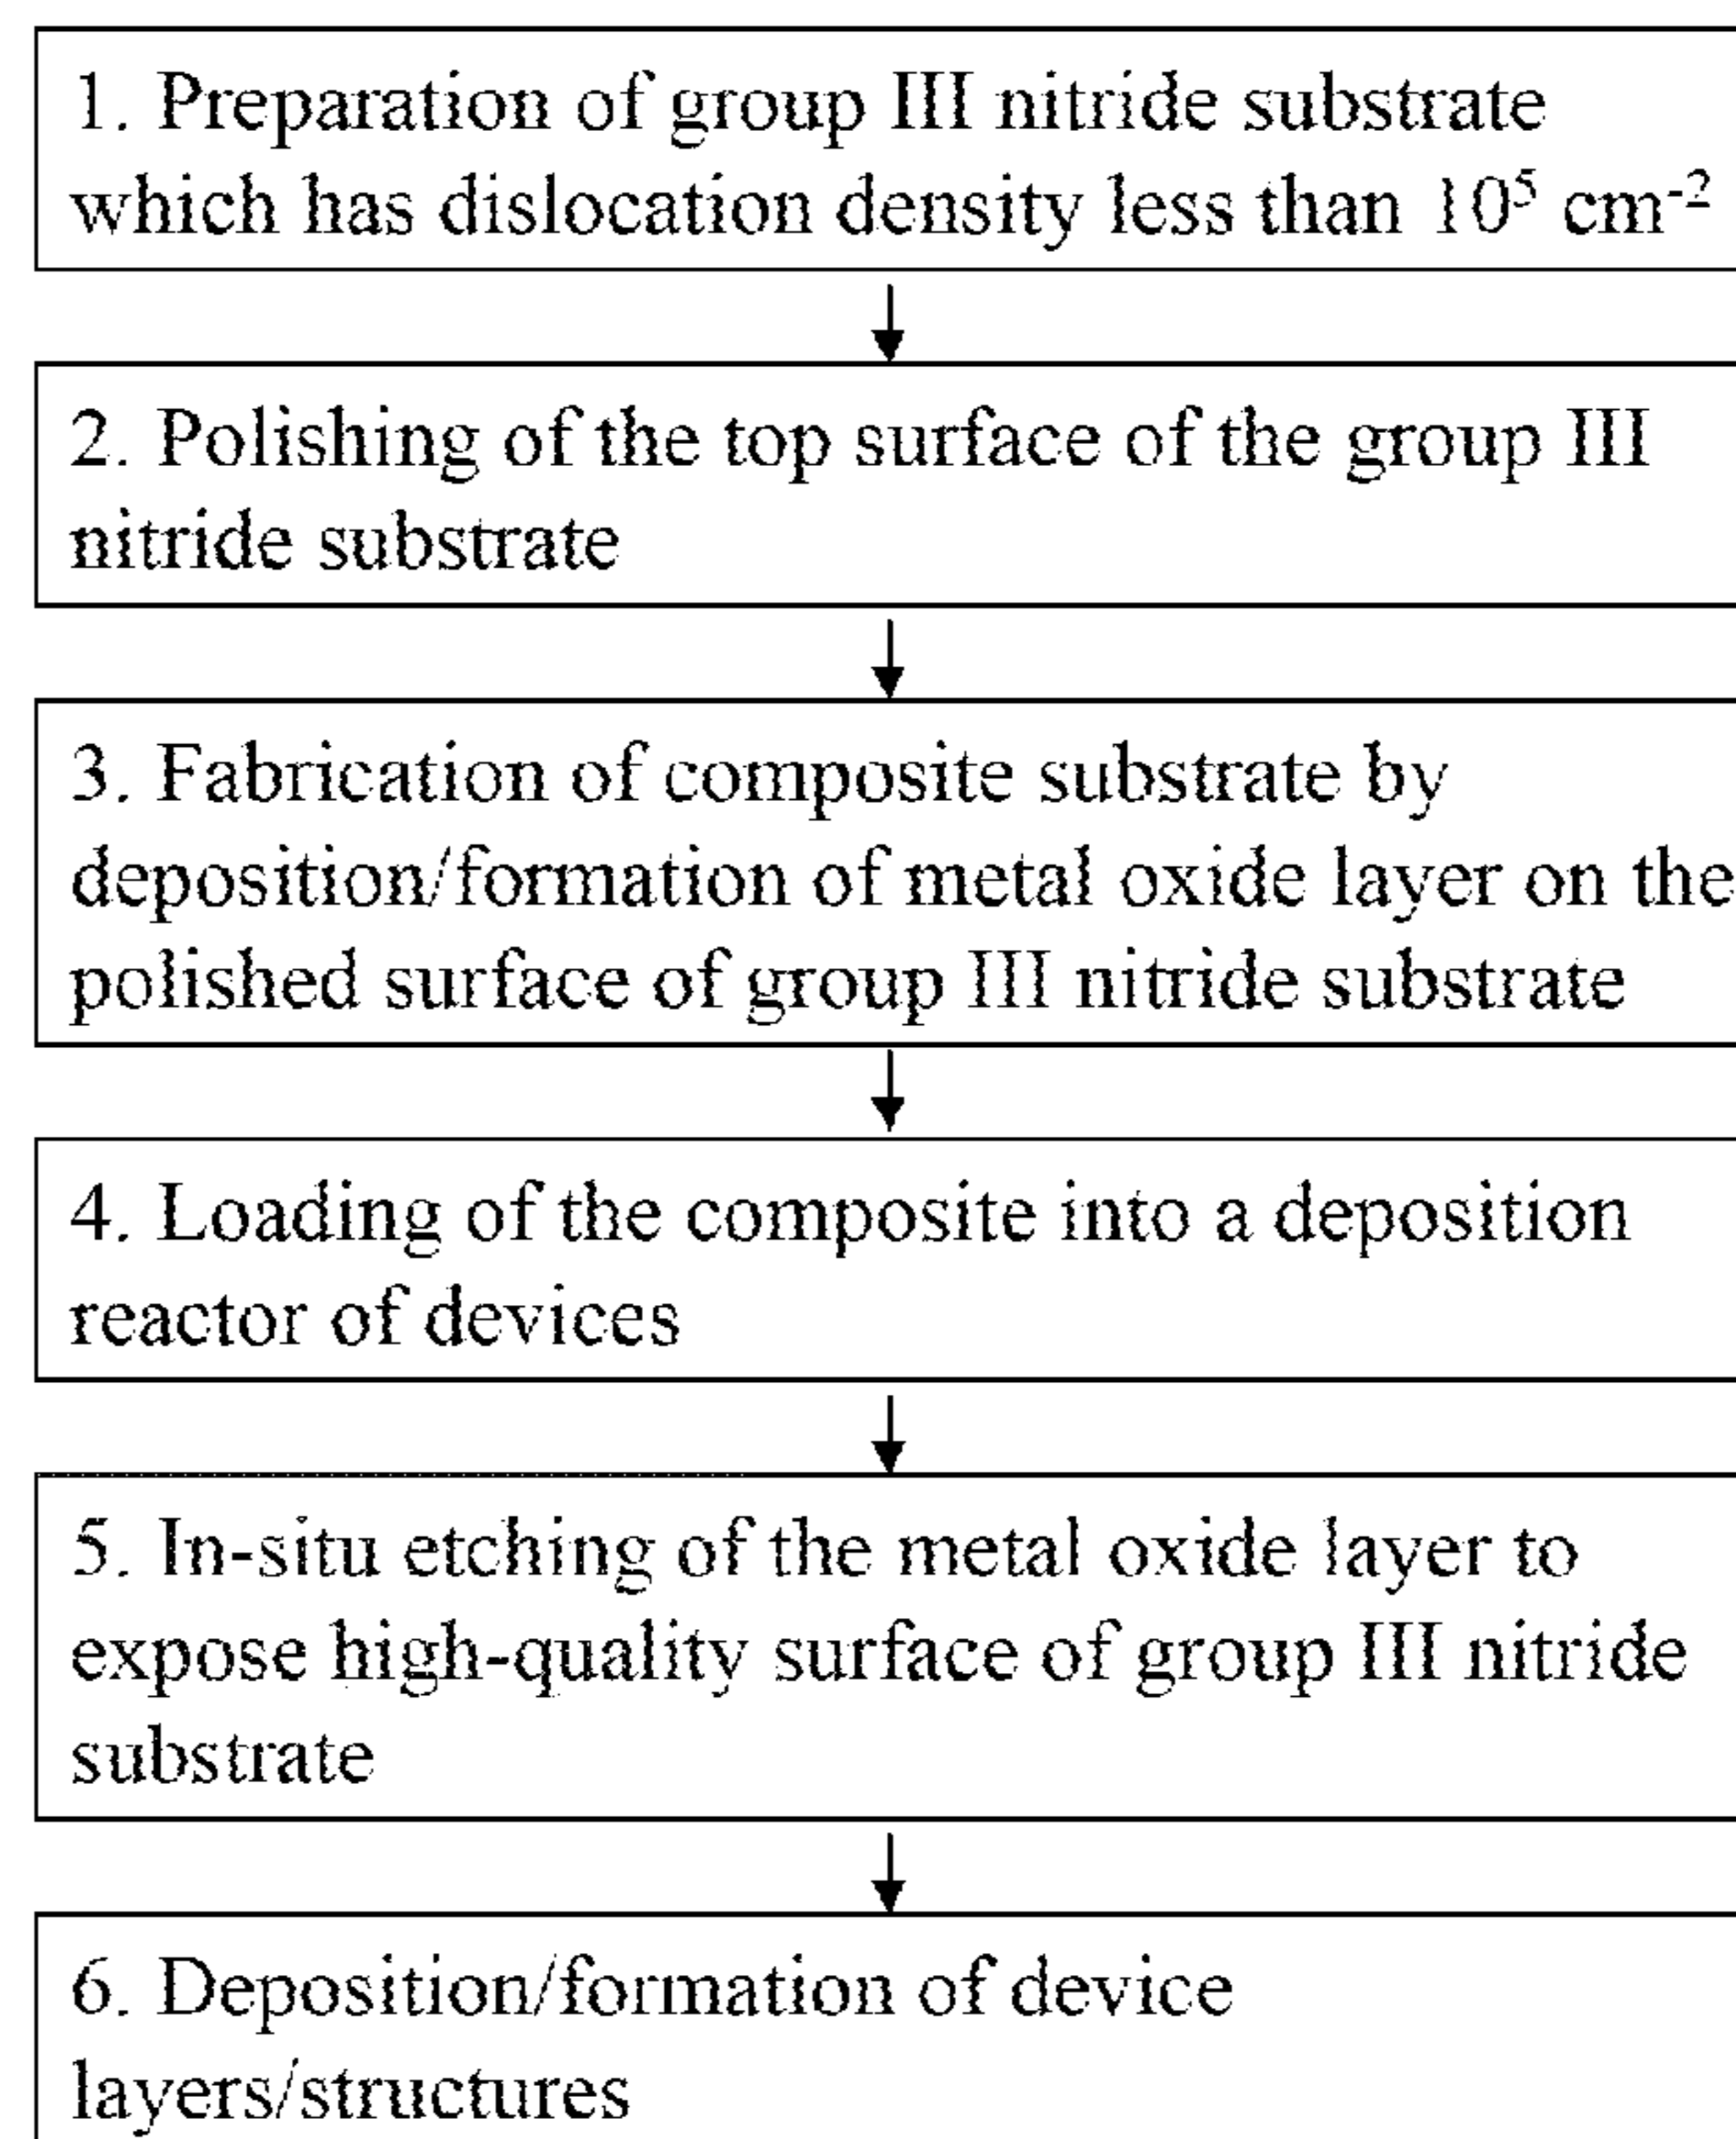 1. Preparation of group III nitride substrate
which has dislocation density less than 10⁵ cm⁻²
2. Polishing of the top surface of the group III
nitride substrate
3. Fabrication of composite substrate by
deposition/formation of metal oxide layer on the
polished surface of group III nitride substrate
4. Loading of the composite into a deposition
reactor of devices
5. In-situ etching of the metal oxide layer to
expose high-quality surface of group III nitride
substrate
6. Deposition/formation of device
layers/structures